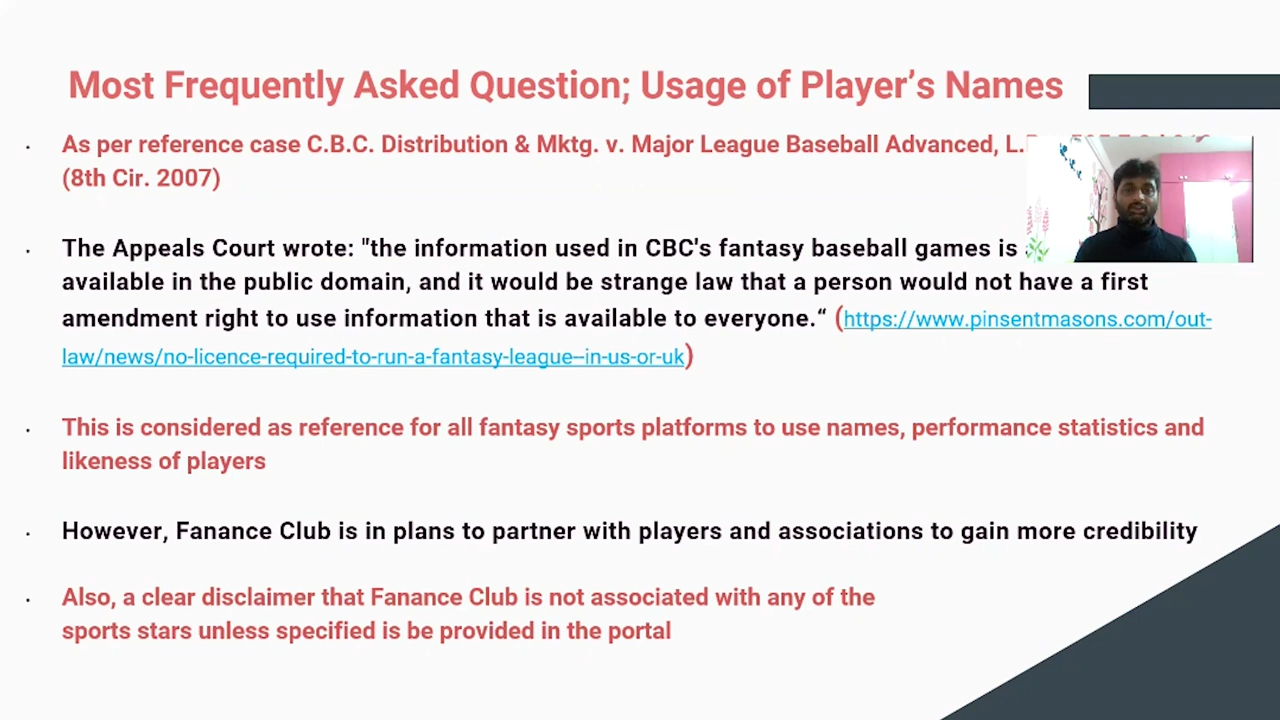 Most Frequently Asked Question; Usage of Player’s Names
As per reference case C.B.C. Distribution & Mktg. v. Major League Baseball Advanced,
(8th Cir. 2007)
The Appeals Court wrote: "the information used in CBC's fantasy baseball games is
available in the public domain, and it would be strange law that a person would not have a first
amendment right to use information that is available to everyone.“ (https://www.pinsentmasons.com/out-
law/news/no-licence-required-to-run-a-fantasy-league--in-us-or-uk)
This is considered as reference for all fantasy sports platforms to use names, performance statistics and
likeness of players
However, Fanance Club is in plans to partner with players and associations to gain more credibility
Also, a clear disclaimer that Fanance Club is not associated with any of the
sports stars unless specified is be provided in the portal